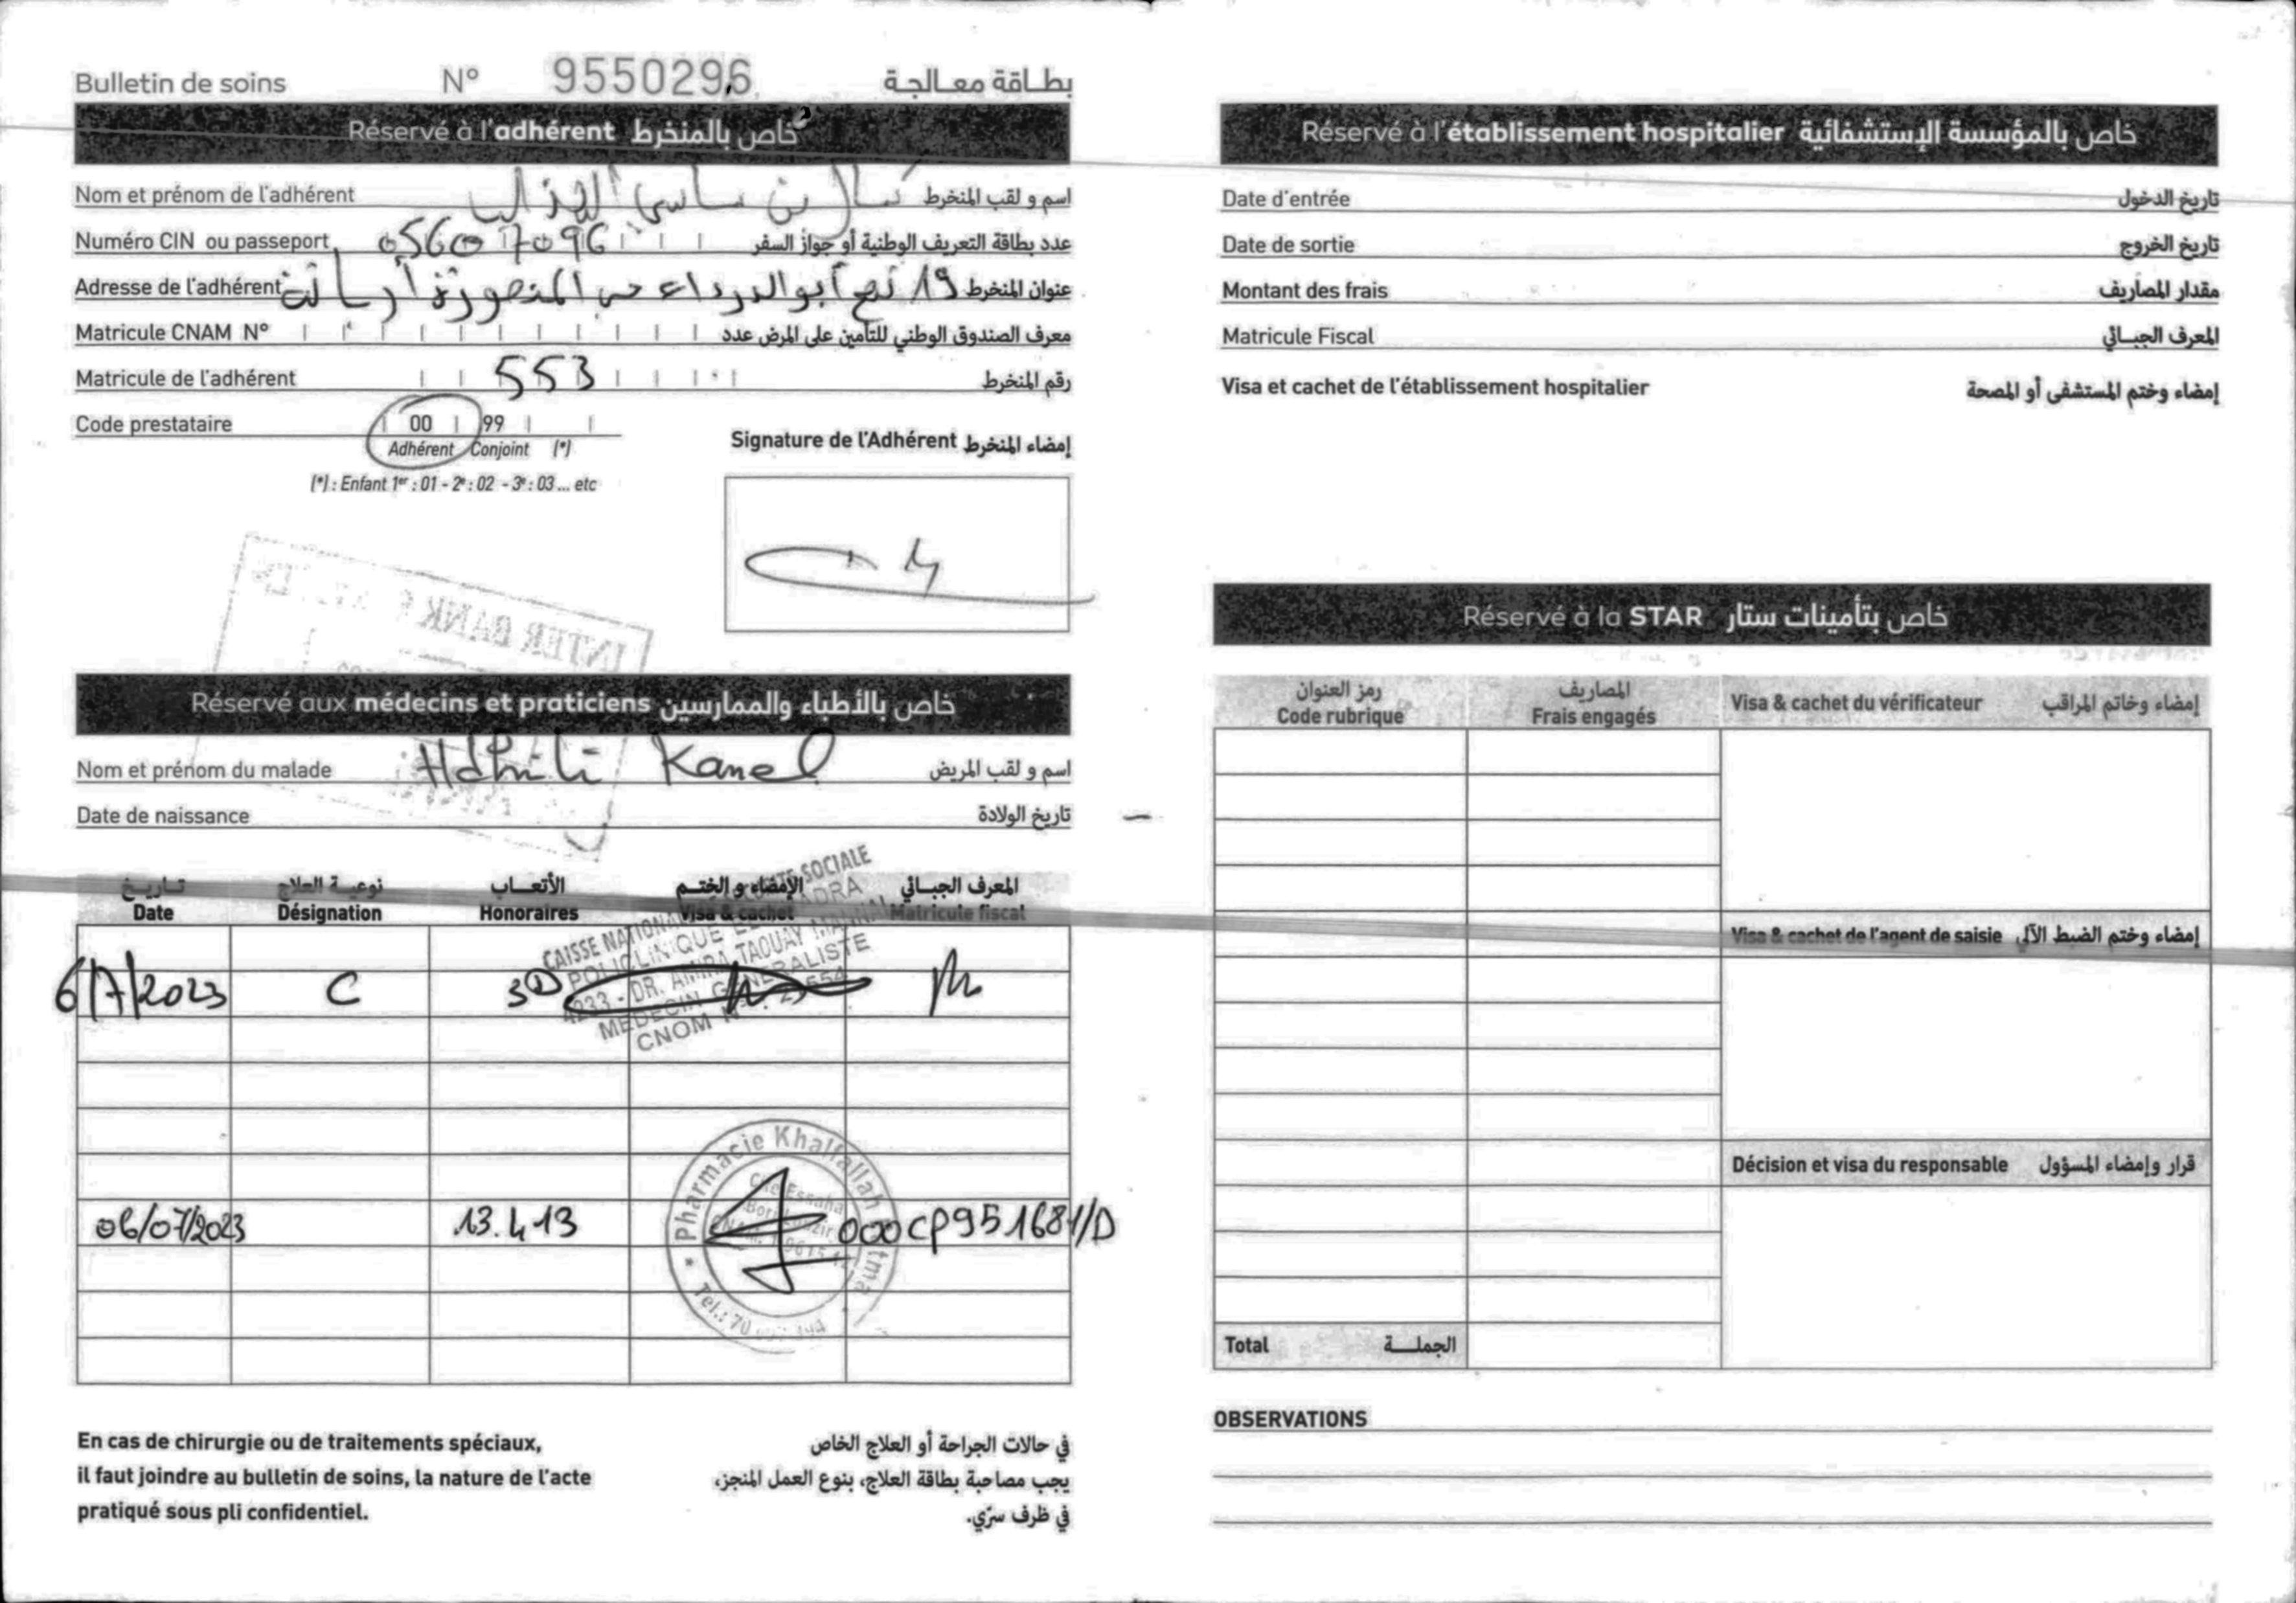 Bulletin de soins N° 9550296 بطاقة معالجة
Réservé à l'adhérent خاص بالمنخرط
Nom et prénom de l'adhérent بن ساسي اسم و لقب المنخرط
Numéro CIN ou passeport 05607096 عدد بطاقة التعريف الوطنية أو جواز السفر
Adresse de l'adhérent 19 نهج أبو الدرداء حي المنصورة عنوان المنخرط
Matricule CNAM N° معرف الصندوق الوطني للتأمين على المرض عدد
Matricule de l'adhérent 553 رقم المنخرط
Code prestataire 00 99
Adhérent Conjoint (*)
(*) : Enfant 1er : 01 - 2e : 02 - 3e : 03 ... etc
Signature de l'Adhérent إمضاء المنخرط
INTER BANK
Réservé aux médecins et praticiens خاص بالأطباء والممارسين
Nom et prénom du malade Hdhili Kamel اسم و لقب المريض
Date de naissance تاريخ الولادة
تاريخ نوعية العلاج الأتعاب الإمضاء و الختم المعرف الجبائي
Date Désignation Honoraires Visa & cachet Matricule fiscal
6/7/2023 C 3D
CAISSE NATIONALE SOCIALE
POLICLINIQUE EL
DR. AMIRA TAOUAY
MEDECIN GENERALISTE
CNOM N°
06/07/2023 13.413 000CP951681/D
Pharmacie Khalfallah
Tél.: 70
En cas de chirurgie ou de traitements spéciaux,
il faut joindre au bulletin de soins, la nature de l'acte
pratiqué sous pli confidentiel.
في حالات الجراحة أو العلاج الخاص
يجب مصاحبة بطاقة العلاج، بنوع العمل المنجز،
في ظرف سرّي.
Réservé à l'établissement hospitalier خاص بالمؤسسة الإستشفائية
Date d'entrée تاريخ الدخول
Date de sortie تاريخ الخروج
Montant des frais مقدار المصاريف
Matricule Fiscal المعرف الجبائي
Visa et cachet de l'établissement hospitalier إمضاء وختم المستشفى أو المصحة
Réservé à la STAR خاص بتأمينات ستار
رمز العنوان المصاريف
Code rubrique Frais engagés Visa & cachet du vérificateur إمضاء وخاتم المراقب
Visa & cachet de l'agent de saisie إمضاء وختم الضبط الآلي
Décision et visa du responsable قرار وإمضاء المسؤول
Total الجملة
OBSERVATIONS